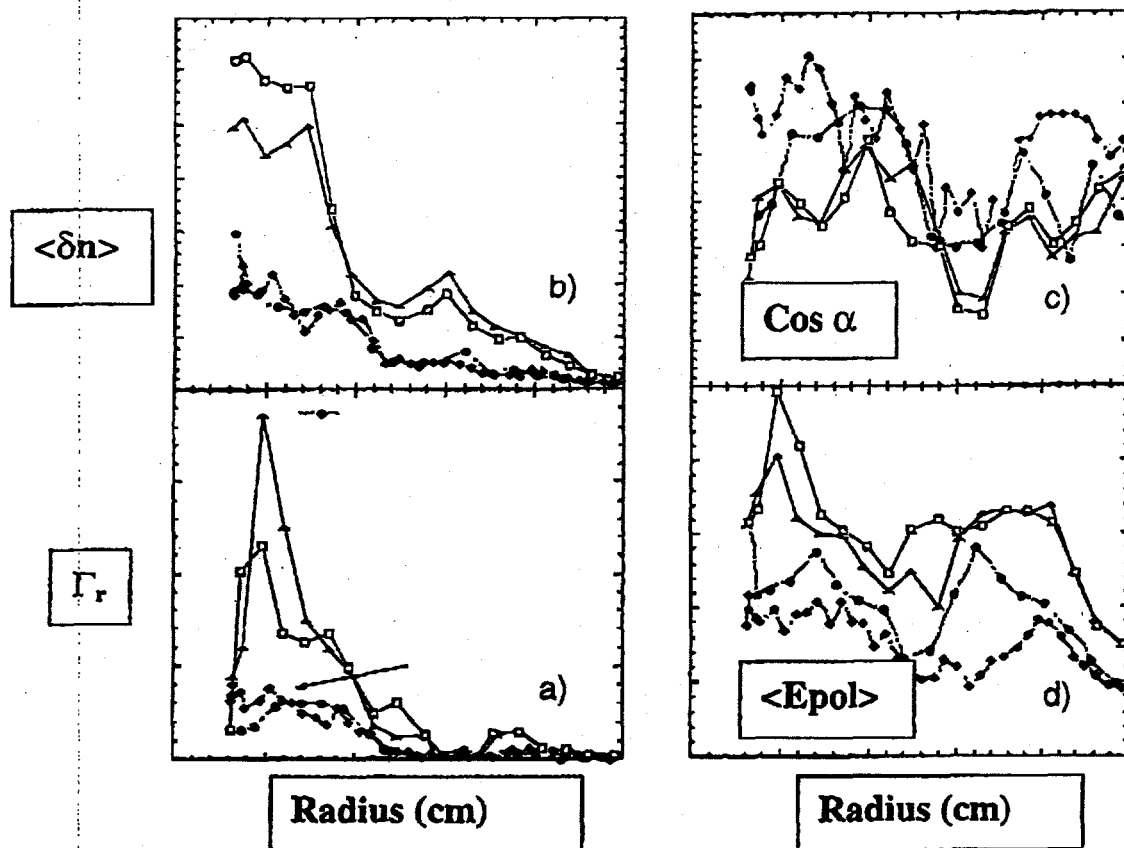 <δn>
b)
Cos α
c)
Γr
a)
<Epol>
d)
Radius (cm)
Radius (cm)